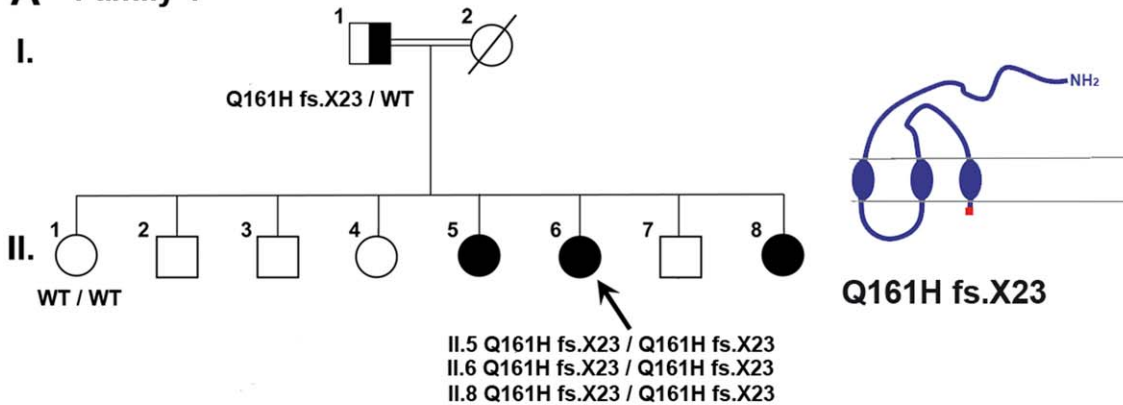 1 2
I.
Q161H fs.X23 / WT
NH2
1 2 3 4 5 6 7 8
II.
WT / WT
Q161H fs.X23
II.5 Q161H fs.X23 / Q161H fs.X23
II.6 Q161H fs.X23 / Q161H fs.X23
II.8 Q161H fs.X23 / Q161H fs.X23